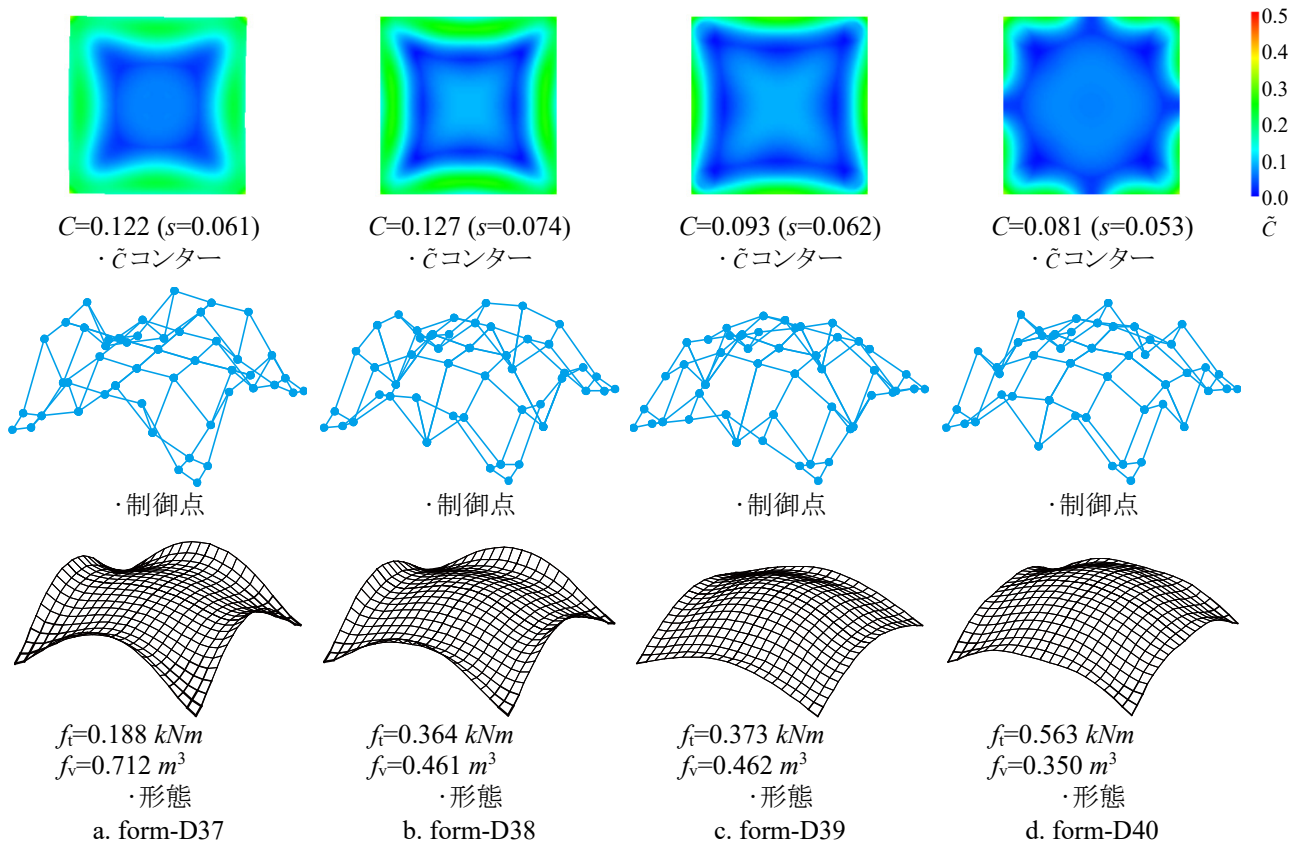 0.5
0.4
0.3
0.2
0.1
0.0
C̃
C=0.122 (s=0.061)
・C̃コンター
C=0.127 (s=0.074)
・C̃コンター
C=0.093 (s=0.062)
・C̃コンター
C=0.081 (s=0.053)
・C̃コンター
・制御点
・制御点
・制御点
・制御点
ft=0.188 kNm
fv=0.712 m³
・形態
a. form-D37
ft=0.364 kNm
fv=0.461 m³
・形態
b. form-D38
ft=0.373 kNm
fv=0.462 m³
・形態
c. form-D39
ft=0.563 kNm
fv=0.350 m³
・形態
d. form-D40